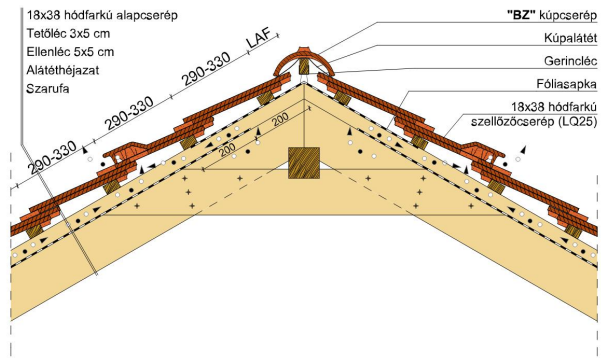 18x38 hódfarkú alapcserép
Tetőléc 3x5 cm
Ellenléc 5x5 cm
Alátéthéjazat
Szarufa
"BZ" kúpcserép
Kúpalátét
Gerincléc
Fóliasapka
18x38 hódfarkú
szellőzőcserép (LQ25)
LAF
290-330
290-330
290-330
200
200